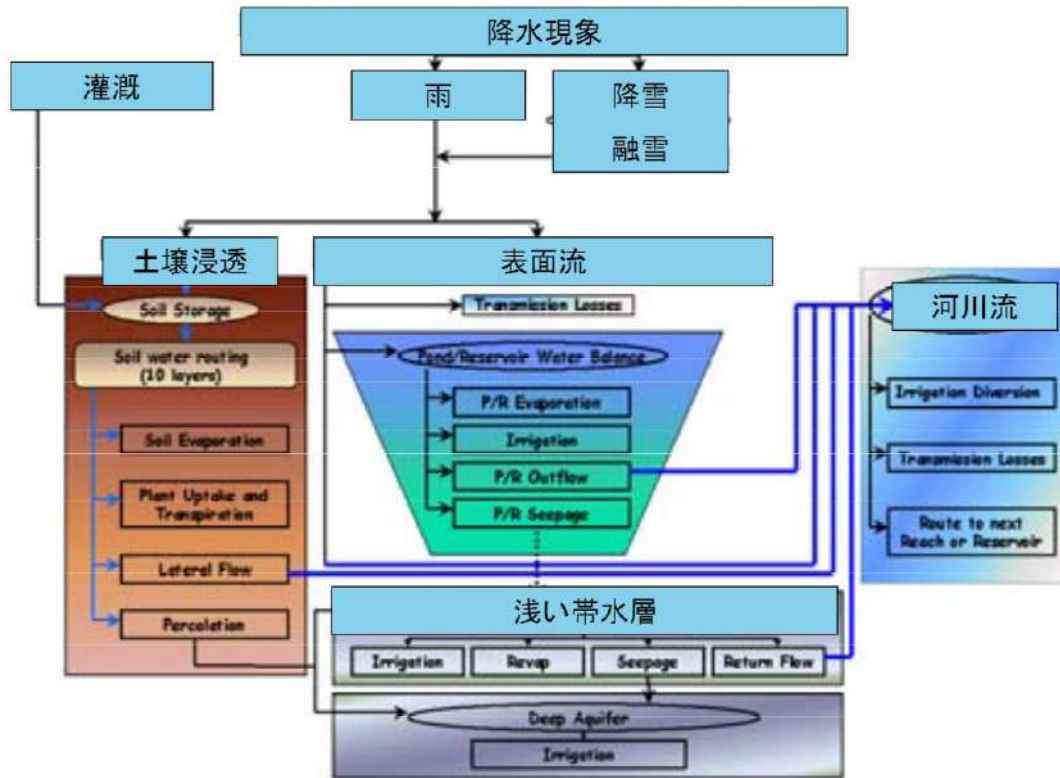 降水現象
灌漑
雨
降雪
融雪
土壌浸透
表面流
河川流
Soil Storage
Soil water routing
(10 layers)
Soil Evaporation
Plant Uptake and
Transpiration
Lateral Flow
Percolation
Transmission Losses
Pond/Reservoir Water Balance
P/R Evaporation
Irrigation
P/R Outflow
P/R Seepage
Irrigation Diversion
Transmission Losses
Route to next
Reach or Reservoir
浅い帯水層
Irrigation
Revap
Seepage
Return Flow
Deep Aquifer
Irrigation